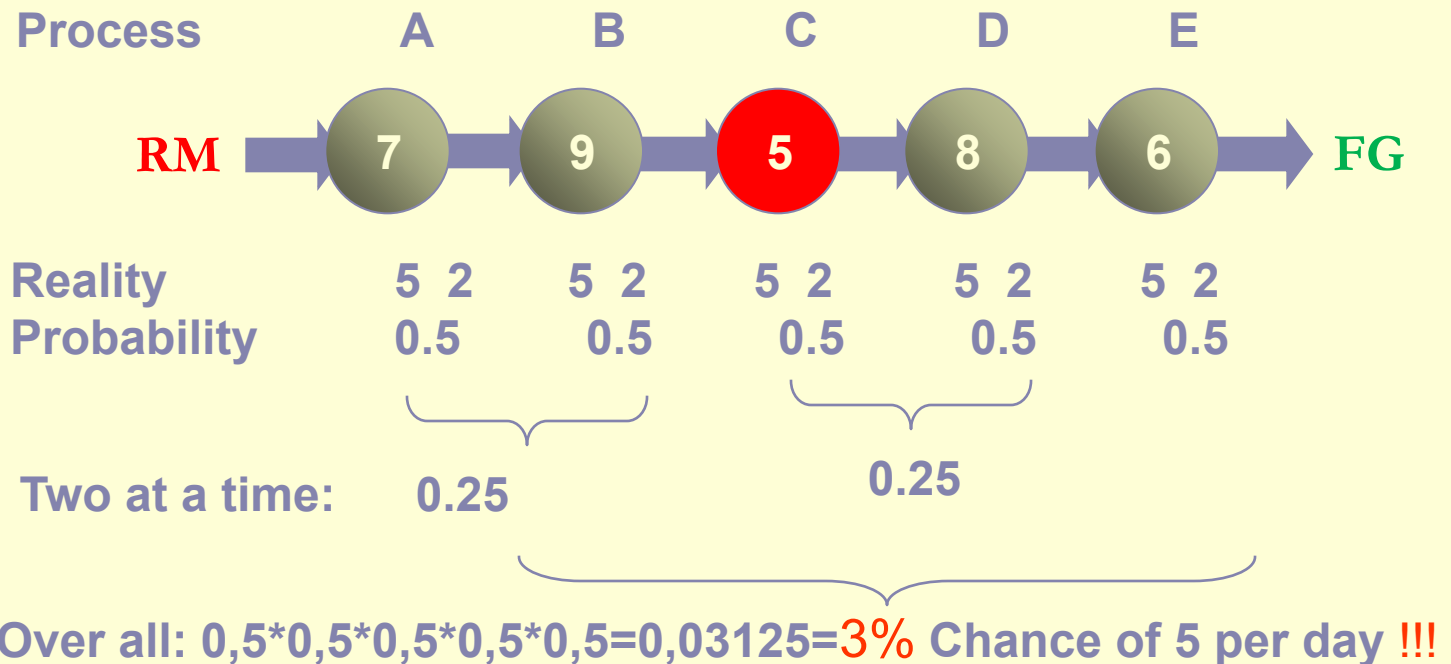 Process A B C D E
RM 7 9 5 8 6 FG
Reality 5 2 5 2 5 2 5 2 5 2
Probability 0.5 0.5 0.5 0.5 0.5
Two at a time: 0.25 0.25
Over all: 0,5*0,5*0,5*0,5*0,5=0,03125=3% Chance of 5 per day !!!